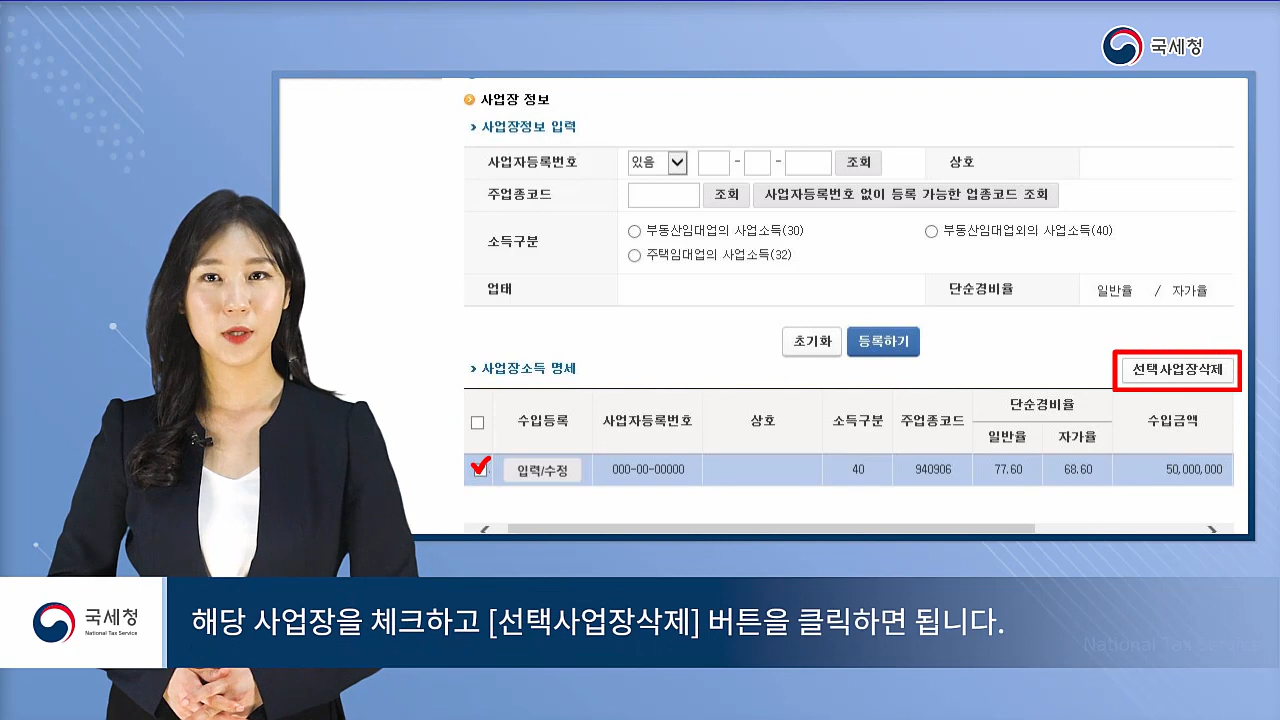 국세청
사업장 정보
사업장정보 입력
사업자등록번호 있음 - - 조회 상호
주업종코드 조회 사업자등록번호 없이 등록 가능한 업종코드 조회
소득구분 부동산임대업의 사업소득(30) 부동산임대업외의 사업소득(40)
주택임대업의 사업소득(32)
업태 단순경비율 일반율 / 자가율
초기화 등록하기
사업장소득 명세 선택사업장삭제
수입등록 사업자등록번호 상호 소득구분 주업종코드 단순경비율 수입금액
일반율 자가율
입력/수정 000-00-00000 40 940906 77.60 68.60 50,000,000
국세청
National Tax Service
해당 사업장을 체크하고 [선택사업장삭제] 버튼을 클릭하면 됩니다.
National Tax Service